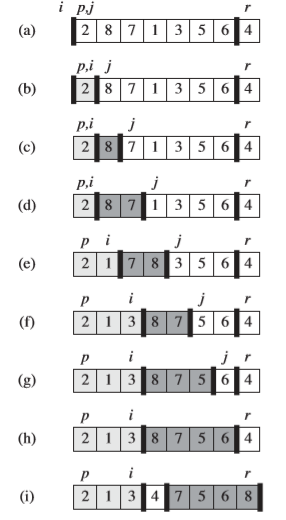 i p,j r
(a) 2 8 7 1 3 5 6 4
p,i j r
(b) 2 8 7 1 3 5 6 4
p,i j r
(c) 2 8 7 1 3 5 6 4
p,i j r
(d) 2 8 7 1 3 5 6 4
p i j r
(e) 2 1 7 8 3 5 6 4
p i j r
(f) 2 1 3 8 7 5 6 4
p i j r
(g) 2 1 3 8 7 5 6 4
p i r
(h) 2 1 3 8 7 5 6 4
p i r
(i) 2 1 3 4 7 5 6 8